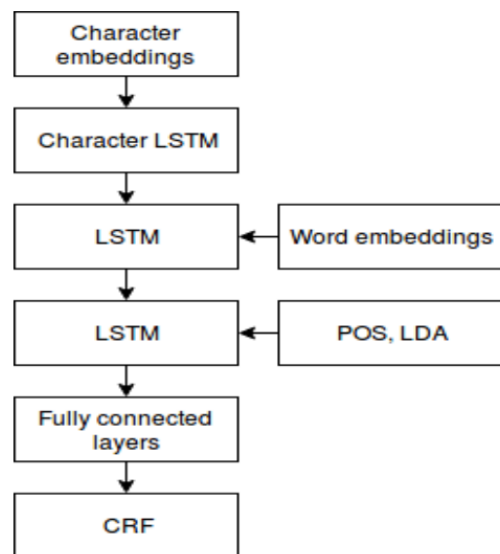 Character
embeddings
Character LSTM
LSTM
Word embeddings
LSTM
POS, LDA
Fully connected
layers
CRF